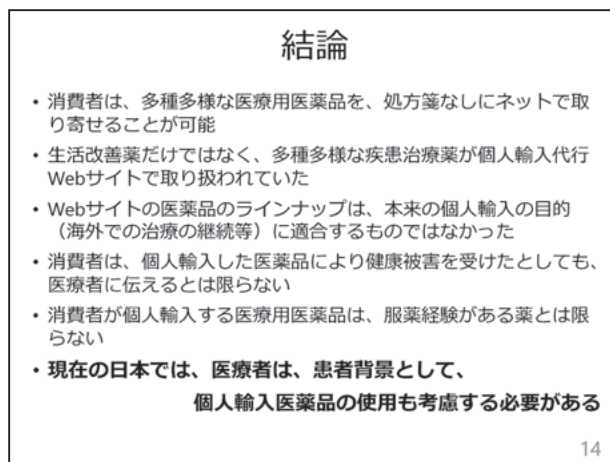 結論
• 消費者は、多種多様な医療用医薬品を、処方箋なしにネットで取
り寄せることが可能
• 生活改善薬だけではなく、多種多様な疾患治療薬が個人輸入代行
Webサイトで取り扱われていた
• Webサイトの医薬品のラインナップは、本来の個人輸入の目的
（海外での治療の継続等）に適合するものではなかった
• 消費者は、個人輸入した医薬品により健康被害を受けたとしても、
医療者に伝えるとは限らない
• 消費者が個人輸入する医療用医薬品は、服薬経験がある薬とは限
らない
• 現在の日本では、医療者は、患者背景として、
個人輸入医薬品の使用も考慮する必要がある
14